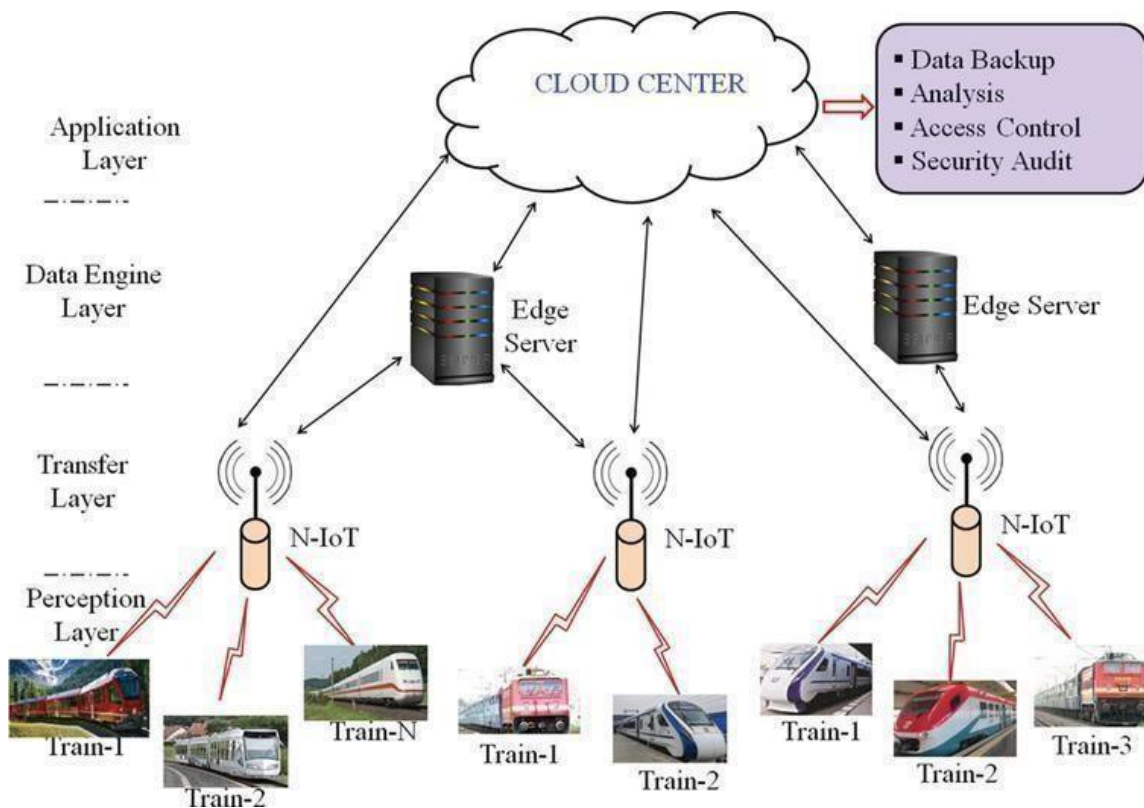 CLOUD CENTER
▪ Data Backup
▪ Analysis
▪ Access Control
▪ Security Audit
Application
Layer
Data Engine
Layer
Edge
Server
Edge Server
Transfer
Layer
N-IoT
N-IoT
N-IoT
Perception
Layer
Train-1
Train-2
Train-N
Train-1
Train-2
Train-1
Train-2
Train-3